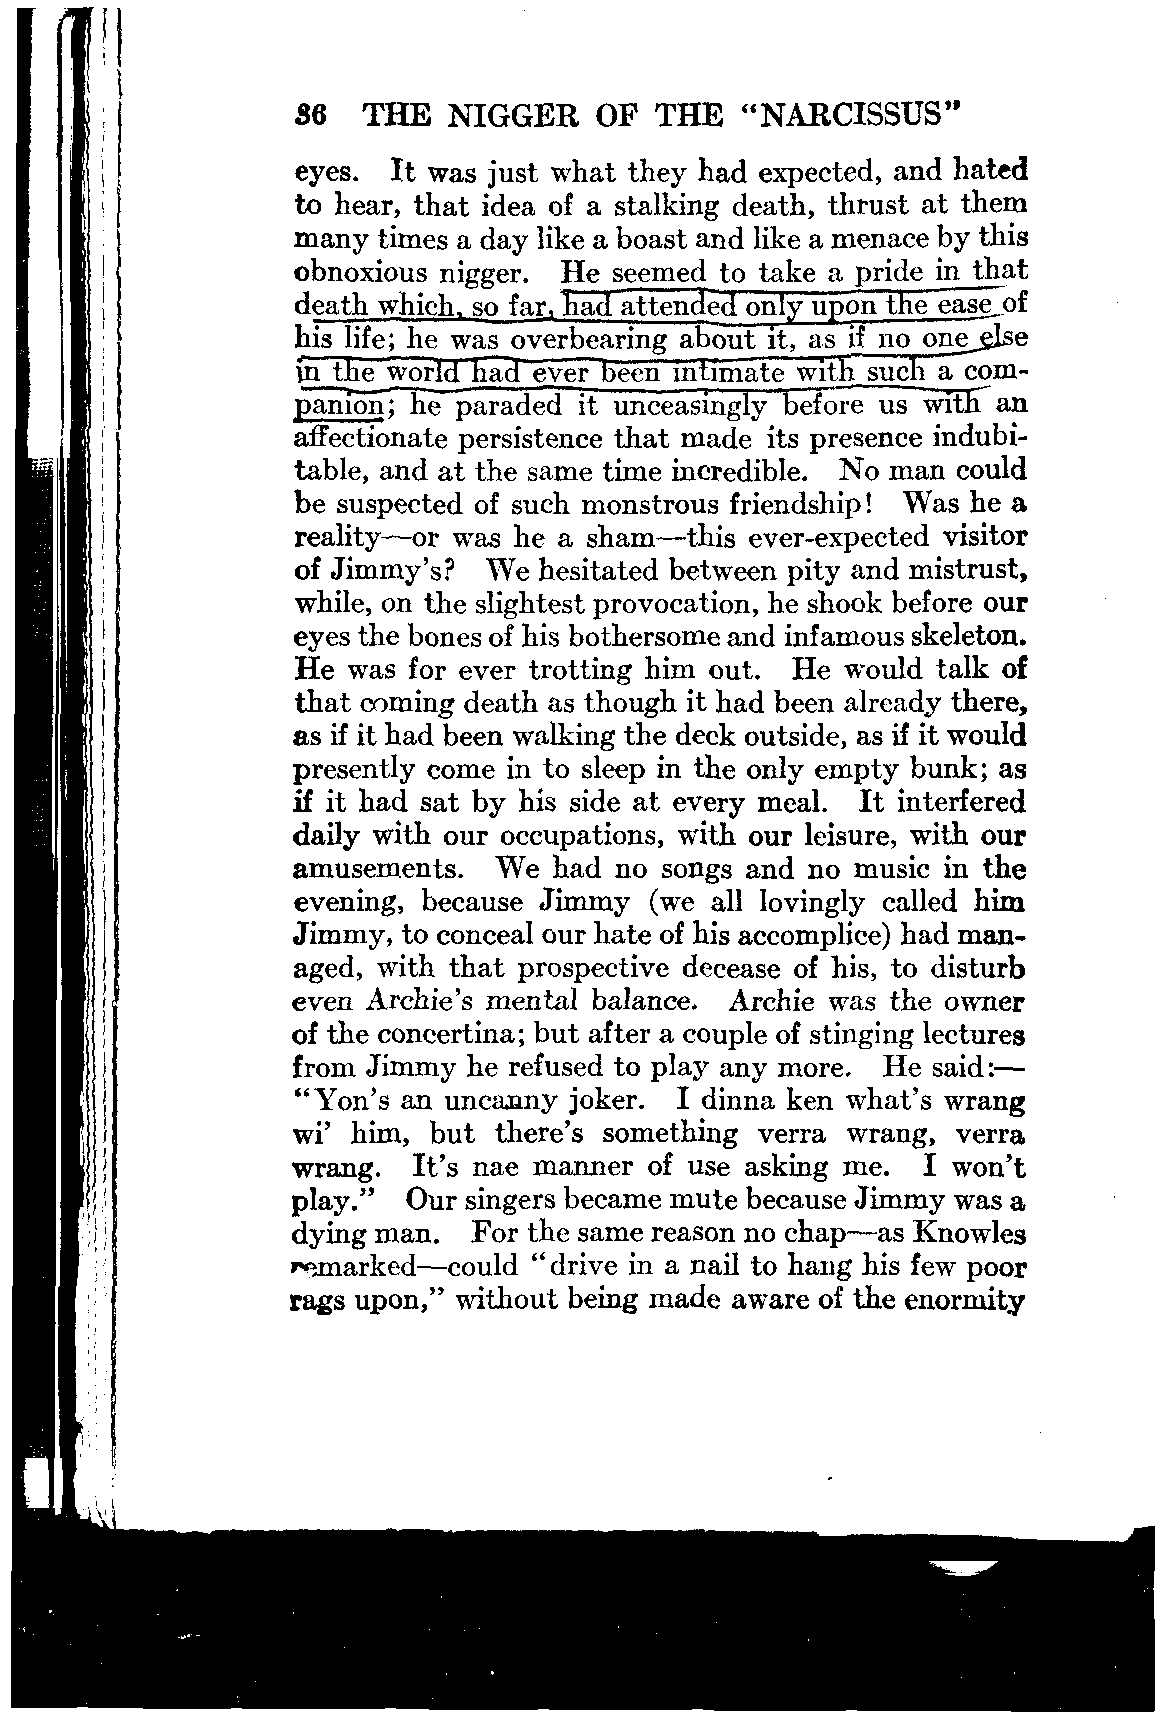 36 THE NIGGER OF THE "NARCISSUS"
eyes. It was just what they had expected, and hated
to hear, that idea of a stalking death, thrust at them
many times a day like a boast and like a menace by this
obnoxious nigger. He seemed to take a pride in that
death which, so far, had attended only upon the ease of
his life; he was overbearing about it, as if no one else
in the world had ever been intimate with such a com-
panion; he paraded it unceasingly before us with an
affectionate persistence that made its presence indubi-
table, and at the same time incredible. No man could
be suspected of such monstrous friendship! Was he a
reality—or was he a sham—this ever-expected visitor
of Jimmy's? We hesitated between pity and mistrust,
while, on the slightest provocation, he shook before our
eyes the bones of his bothersome and infamous skeleton.
He was for ever trotting him out. He would talk of
that coming death as though it had been already there,
as if it had been walking the deck outside, as if it would
presently come in to sleep in the only empty bunk; as
if it had sat by his side at every meal. It interfered
daily with our occupations, with our leisure, with our
amusements. We had no songs and no music in the
evening, because Jimmy (we all lovingly called him
Jimmy, to conceal our hate of his accomplice) had man-
aged, with that prospective decease of his, to disturb
even Archie's mental balance. Archie was the owner
of the concertina; but after a couple of stinging lectures
from Jimmy he refused to play any more. He said:—
"Yon's an uncanny joker. I dinna ken what's wrang
wi' him, but there's something verra wrang, verra
wrang. It's nae manner of use asking me. I won't
play." Our singers became mute because Jimmy was a
dying man. For the same reason no chap—as Knowles
remarked—could "drive in a nail to hang his few poor
rags upon," without being made aware of the enormity